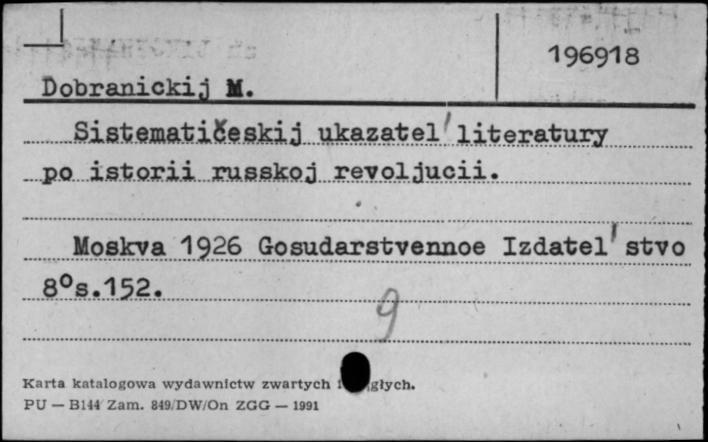 196918
Dobranickij M.
Sistematičeskij ukazatel' literatury
po istorii russkoj revoljucii.
Moskva 1926 Gosudarstvennoe Izdatel'stvo
8°s.152.
9
Karta katalogowa wydawnictw zwartych głych.
PU — B144 Zam. 849/DW/On ZGG — 1991